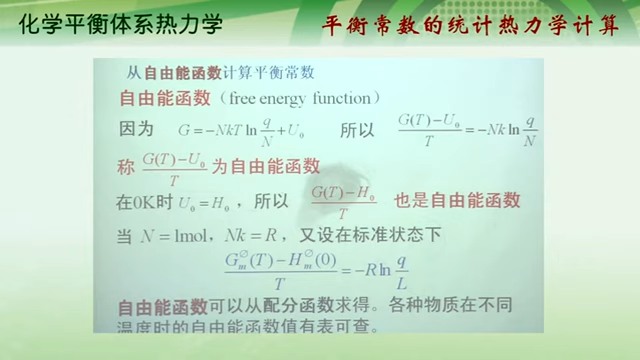 化学平衡体系热力学
平衡常数的统计热力学计算
从自由能函数计算平衡常数
自由能函数（free energy function）
因为 G=-NkT ln q/N + U₀ 所以 (G(T)-U₀)/T = -Nk ln q/N
称 (G(T)-U₀)/T 为自由能函数
在0K时 U₀=H₀，所以 (G(T)-H₀)/T 也是自由能函数
当 N=1mol，Nk=R，又设在标准状态下
(Gₘ^∅(T)-Hₘ^∅(0))/T = -R ln q/L
自由能函数可以从配分函数求得。各种物质在不同
温度时的自由能函数值有表可查。